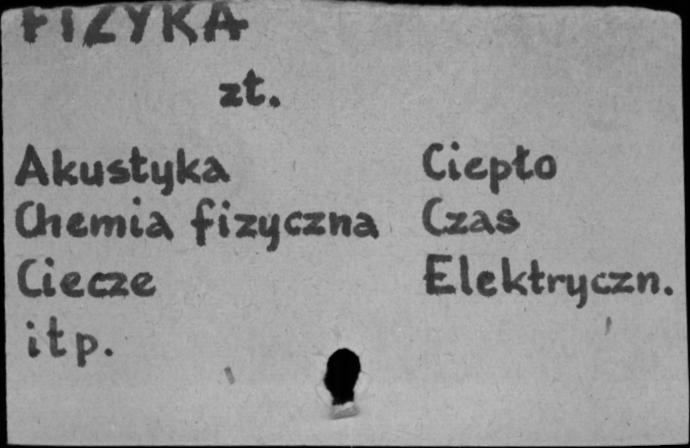 FIZYKA
zt.
Akustyka
Chemia fizyczna
Ciecze
itp.
Ciepło
Czas
Elektryczn.